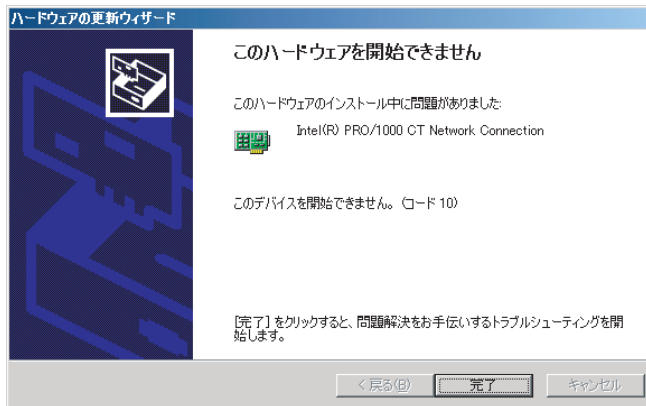 ハードウェアの更新ウィザード
このハードウェアを開始できません
このハードウェアのインストール中に問題がありました:
Intel(R) PRO/1000 CT Network Connection
このデバイスを開始できません。 (コード 10)
[完了] をクリックすると、問題解決をお手伝いするトラブルシューティングを開
始します。
< 戻る(B)
完了
キャンセル